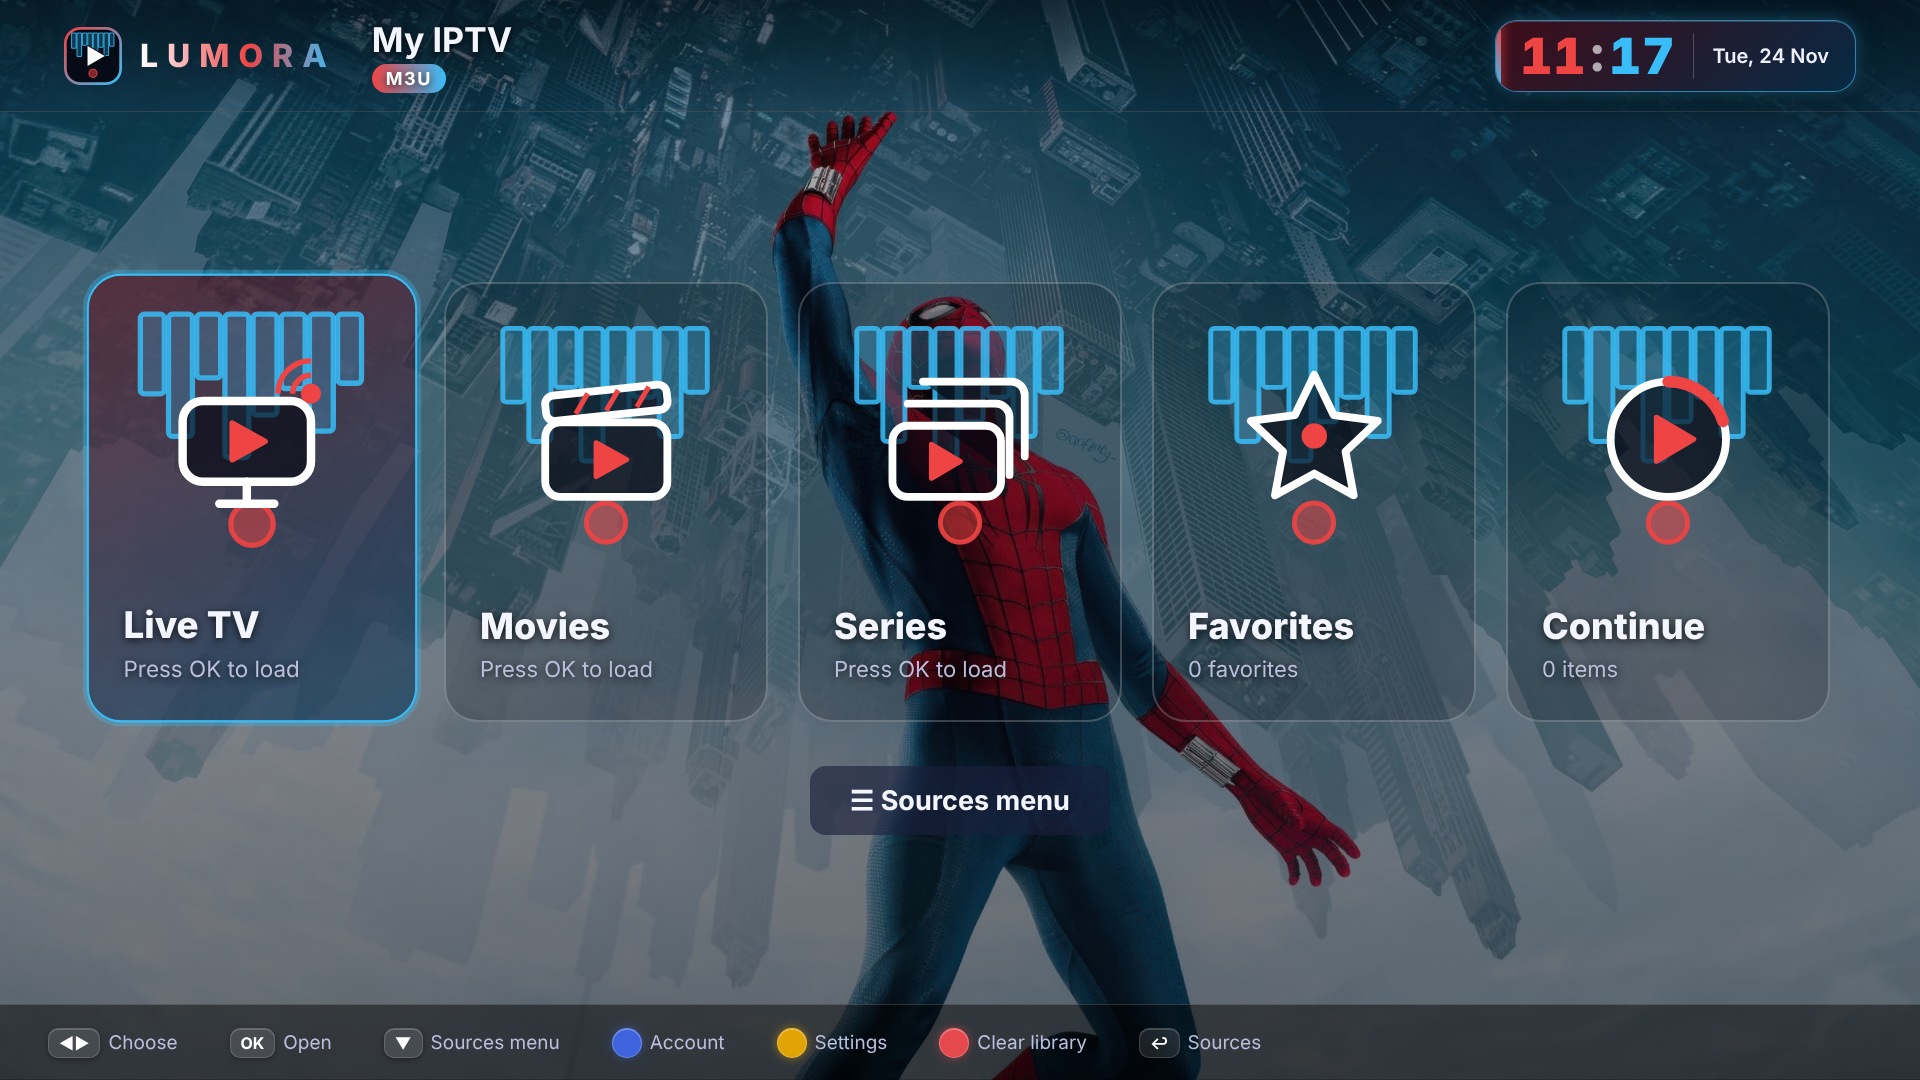 LUMORA
My IPTV
M3U
11:17
Tue, 24 Nov
Live TV
Press OK to load
Movies
Press OK to load
Series
Press OK to load
Favorites
0 favorites
Continue
0 items
☰ Sources menu
Choose
OK Open
Sources menu
Account
Settings
Clear library
Sources